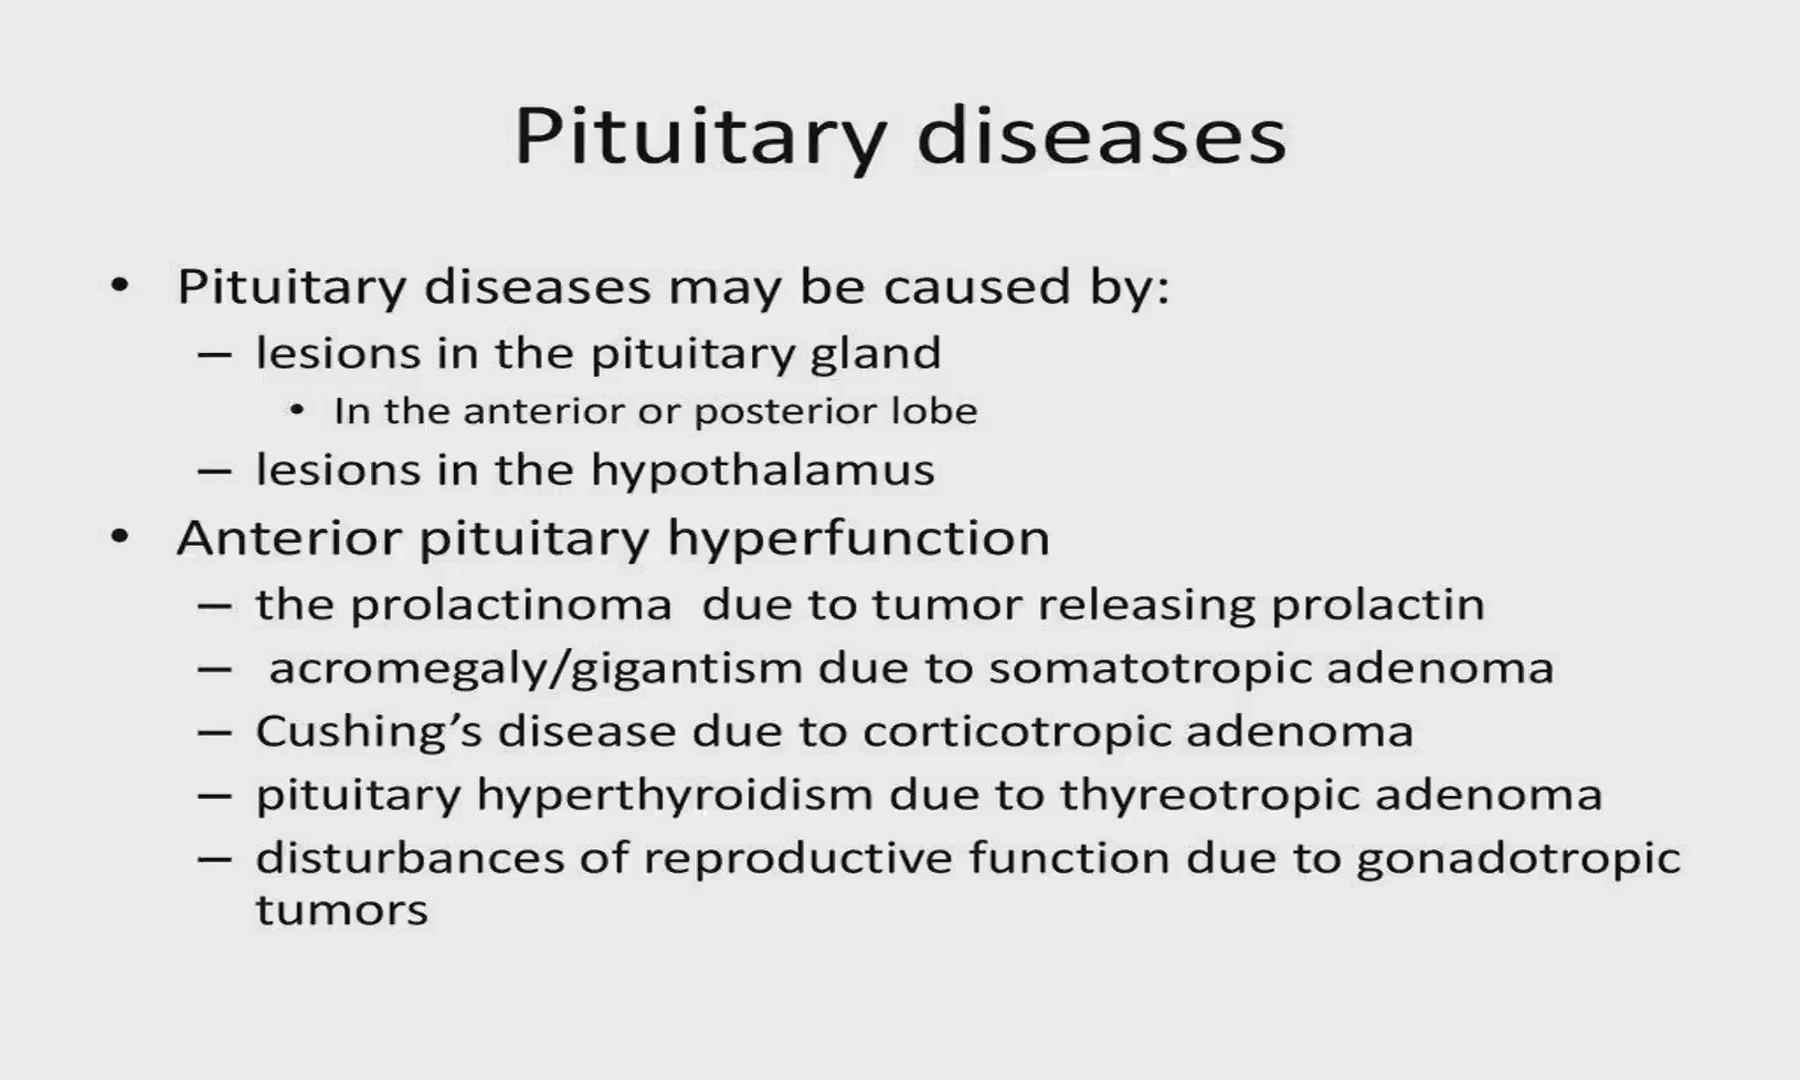 Pituitary diseases
• Pituitary diseases may be caused by:
– lesions in the pituitary gland
• In the anterior or posterior lobe
– lesions in the hypothalamus
• Anterior pituitary hyperfunction
– the prolactinoma  due to tumor releasing prolactin
– acromegaly/gigantism due to somatotropic adenoma
– Cushing’s disease due to corticotropic adenoma
– pituitary hyperthyroidism due to thyreotropic adenoma
– disturbances of reproductive function due to gonadotropic
tumors